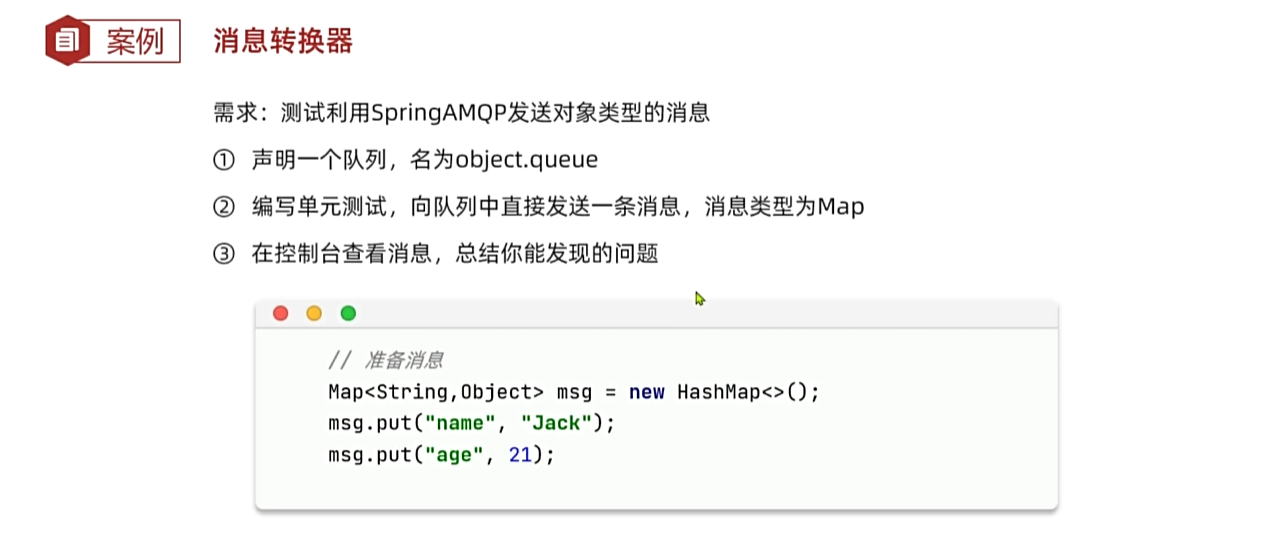 案例 消息转换器
需求：测试利用SpringAMQP发送对象类型的消息
① 声明一个队列，名为object.queue
② 编写单元测试，向队列中直接发送一条消息，消息类型为Map
③ 在控制台查看消息，总结你能发现的问题
// 准备消息
Map<String,Object> msg = new HashMap<>();
msg.put("name", "Jack");
msg.put("age", 21);